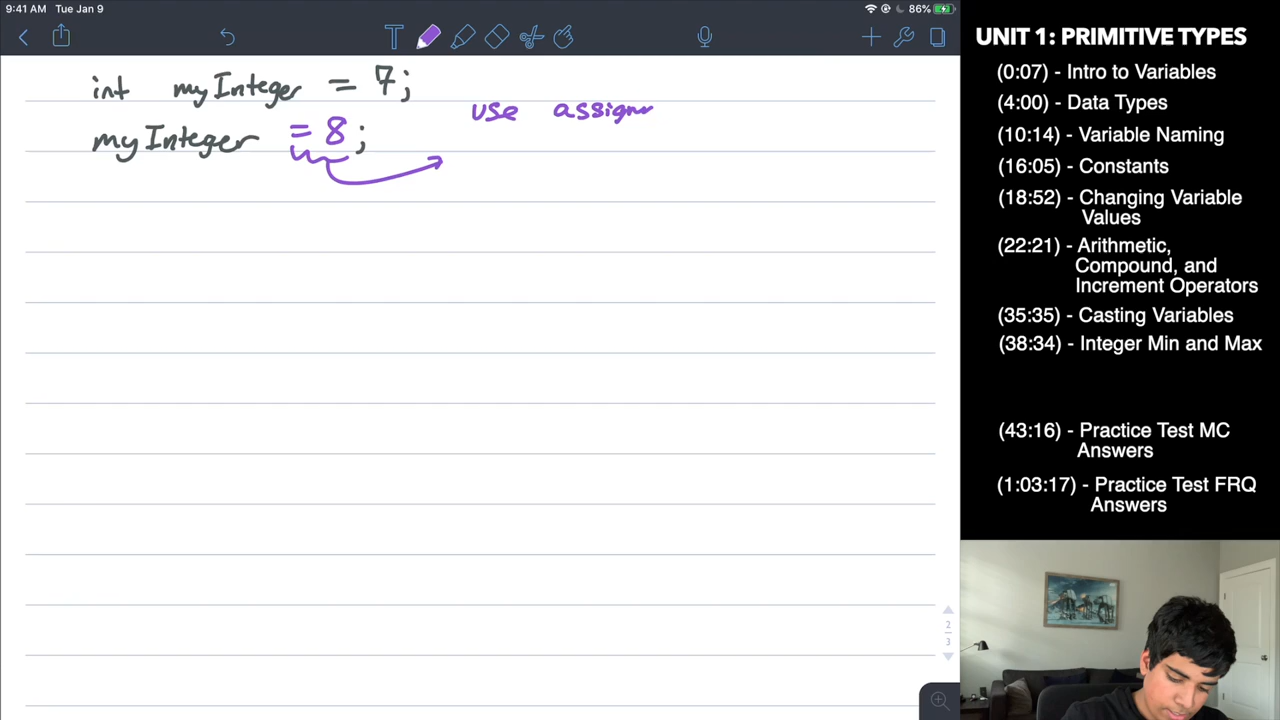 9:41 AM Tue Jan 9
86%
int myInteger = 7;
use assignm
myInteger = 8;
2
3
UNIT 1: PRIMITIVE TYPES
(0:07) - Intro to Variables
(4:00) - Data Types
(10:14) - Variable Naming
(16:05) - Constants
(18:52) - Changing Variable
Values
(22:21) - Arithmetic,
Compound, and
Increment Operators
(35:35) - Casting Variables
(38:34) - Integer Min and Max
(43:16) - Practice Test MC
Answers
(1:03:17) - Practice Test FRQ
Answers